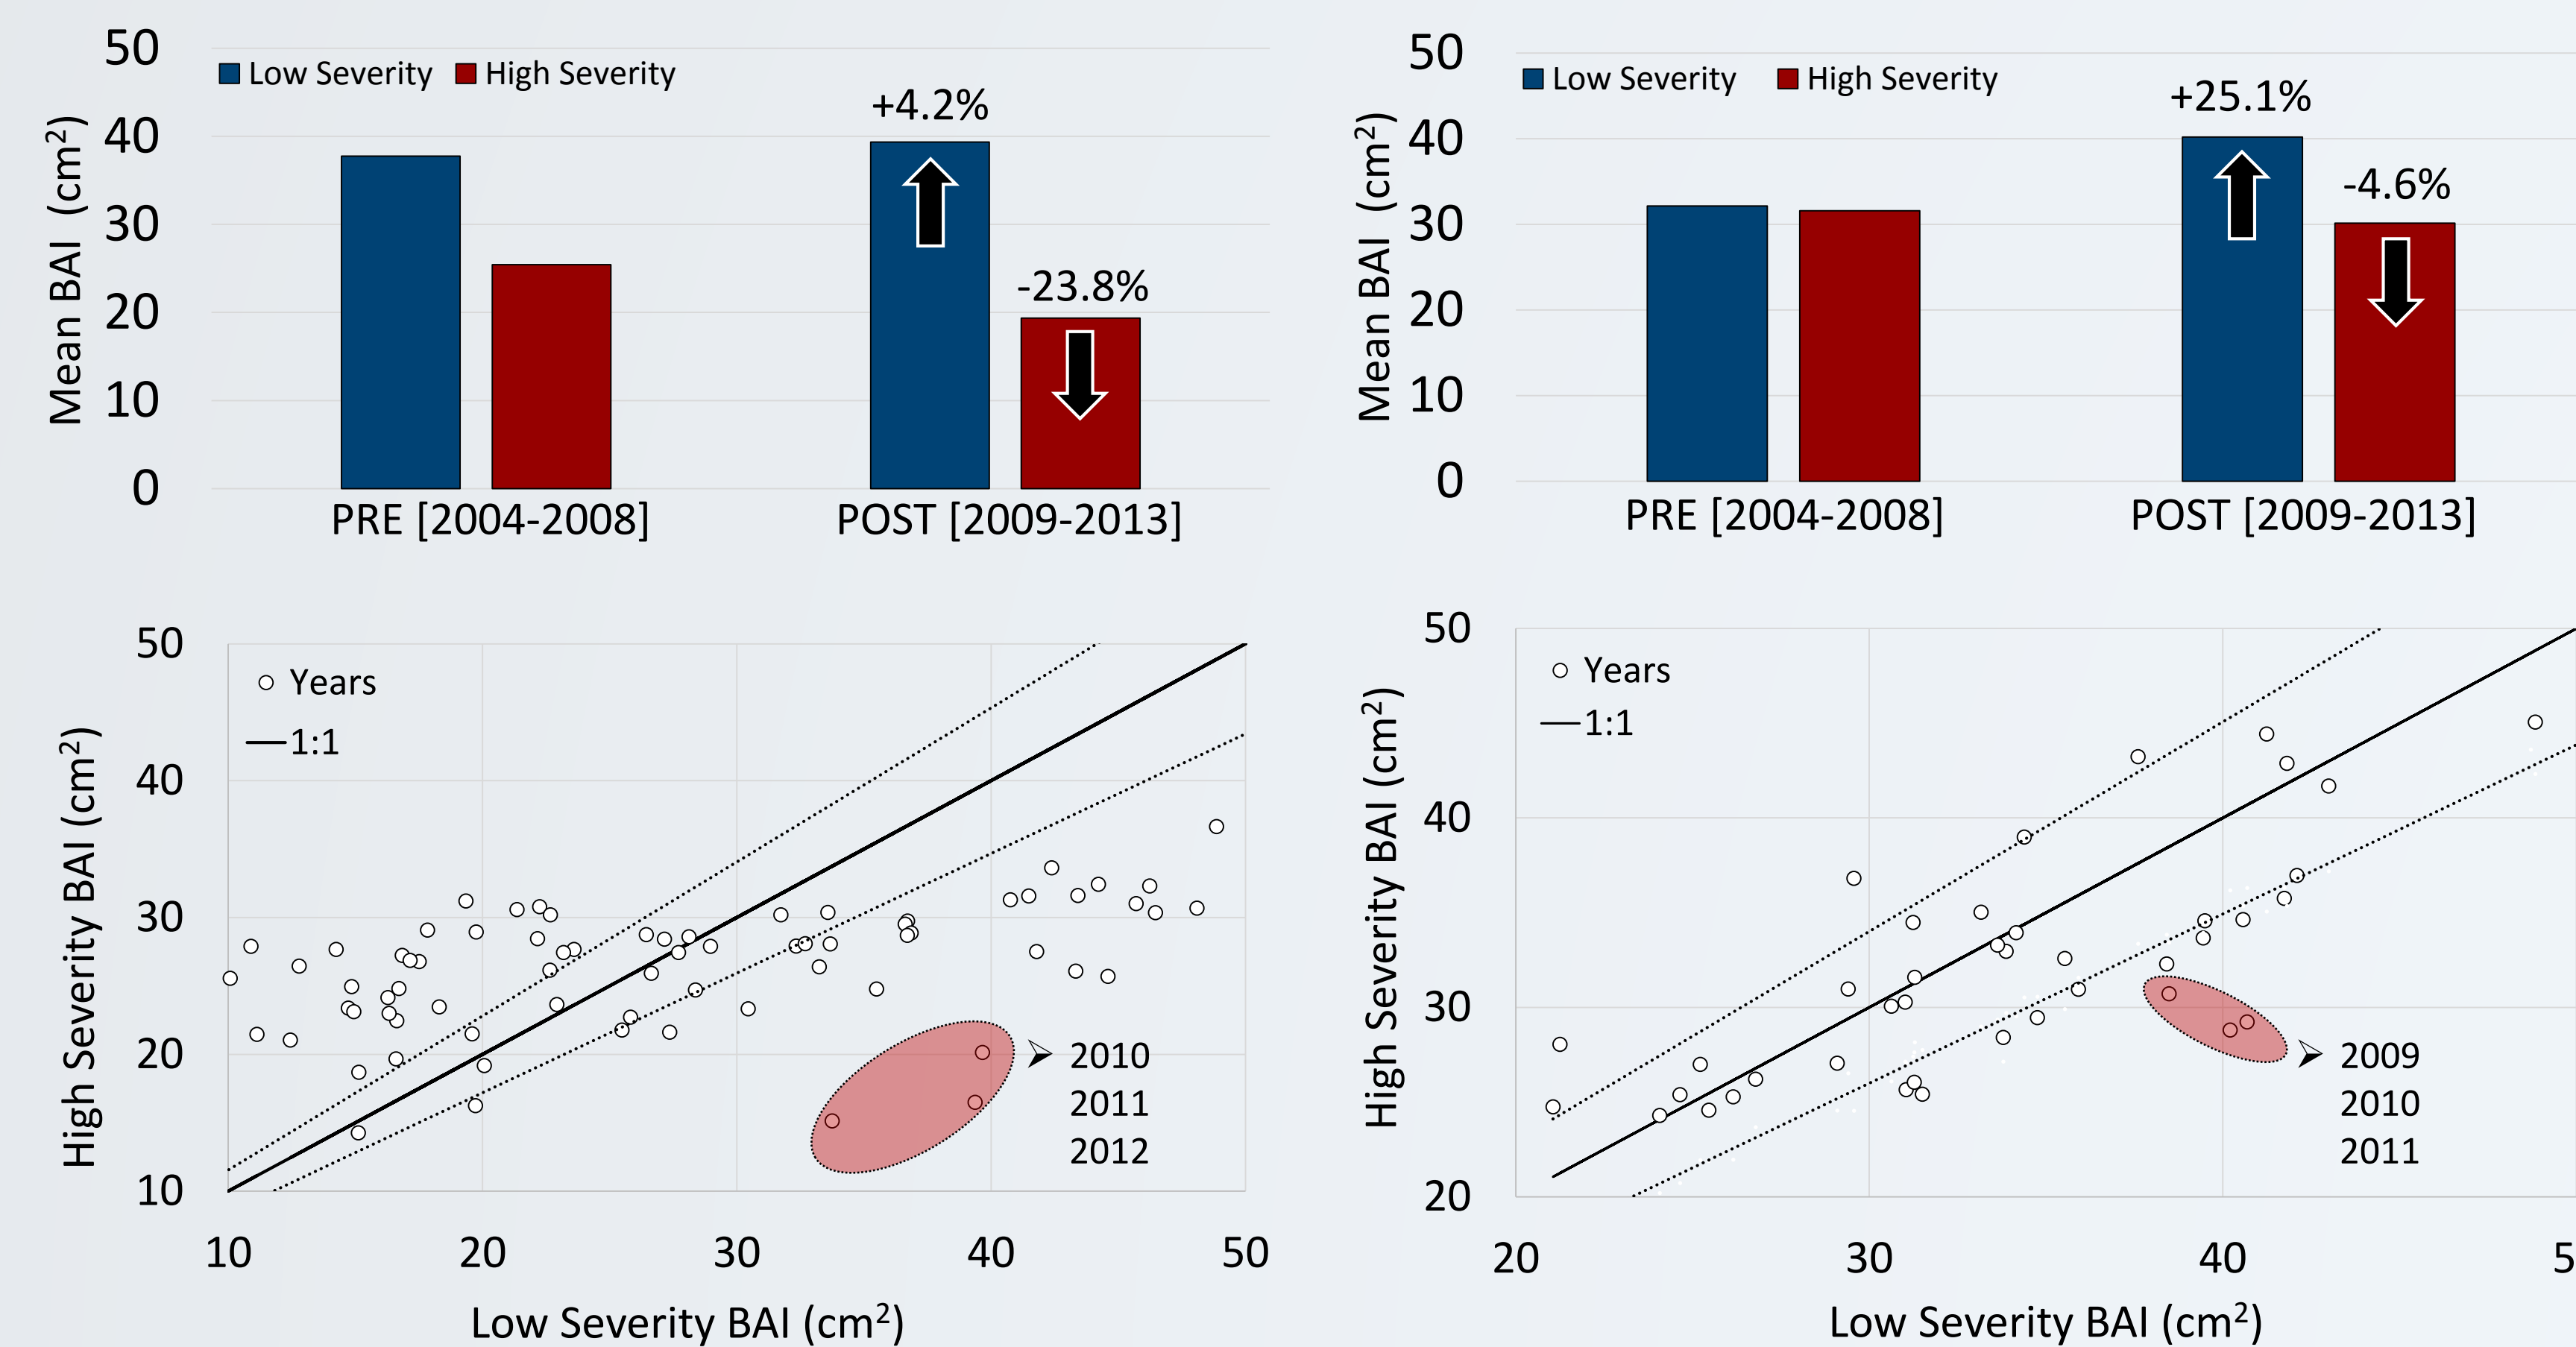 50
40
30
20
10
0
Mean BAI (cm²)
Low Severity
High Severity
+4.2%
-23.8%
PRE [2004-2008]
POST [2009-2013]
50
40
30
20
10
0
Mean BAI (cm²)
Low Severity
High Severity
+25.1%
-4.6%
PRE [2004-2008]
POST [2009-2013]
50
40
30
20
10
High Severity BAI (cm²)
Years
1:1
2010
2011
2012
10
20
30
40
50
Low Severity BAI (cm²)
50
40
30
20
High Severity BAI (cm²)
Years
1:1
2009
2010
2011
20
30
40
5
Low Severity BAI (cm²)